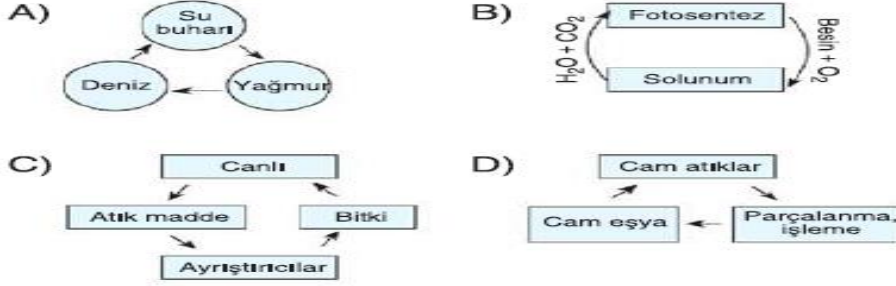 A)
Su
buharı
Deniz
Yağmur
B)
Fotosentez
H₂O + CO₂
Besin + O₂
Solunum
C)
Canlı
Atık madde
Bitki
Ayrıştırıcılar
D)
Cam atıklar
Cam eşya
Parçalanma,
işleme